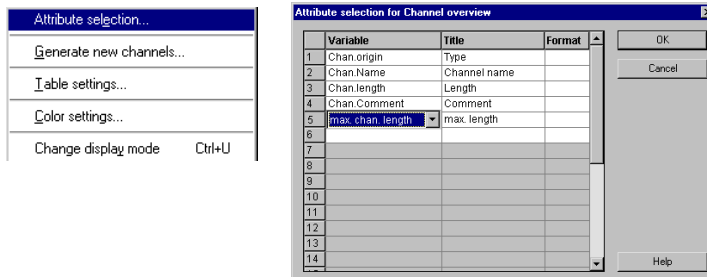 Attribute selection...
Generate new channels...
Table settings...
Color settings...
Change display mode Ctrl+U
Attribute selection for Channel overview
Variable Title Format
1 Chan.origin Type
2 Chan.Name Channel name
3 Chan.length Length
4 Chan.Comment Comment
5 max. chan. length max. length
6
7
8
9
10
11
12
13
14
OK
Cancel
Help